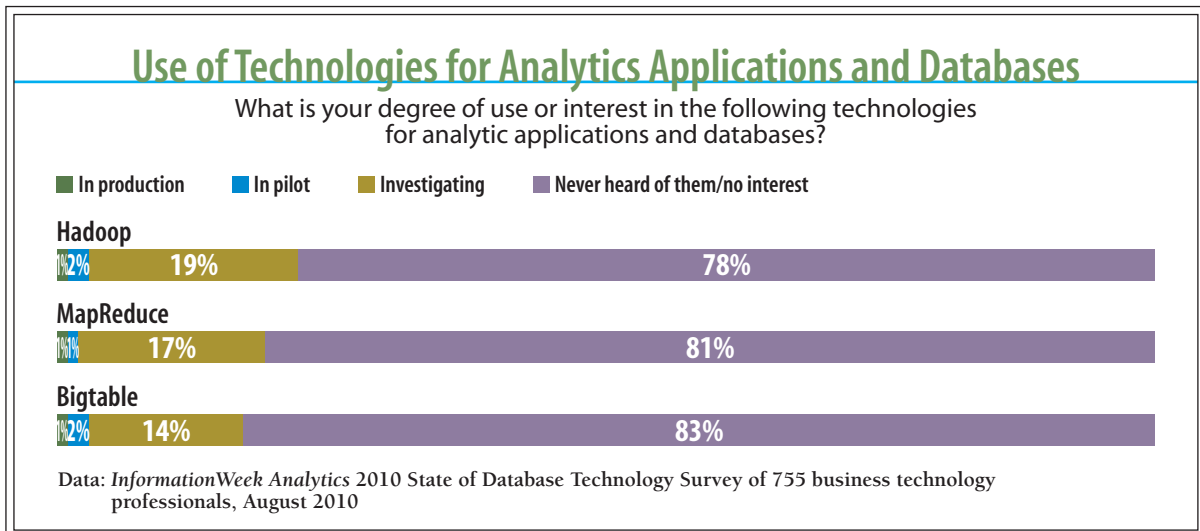 Use of Technologies for Analytics Applications and Databases
What is your degree of use or interest in the following technologies
for analytic applications and databases?
In production In pilot Investigating Never heard of them/no interest
Hadoop
1% 2% 19% 78%
MapReduce
1% 1% 17% 81%
Bigtable
1% 2% 14% 83%
Data: InformationWeek Analytics 2010 State of Database Technology Survey of 755 business technology
professionals, August 2010